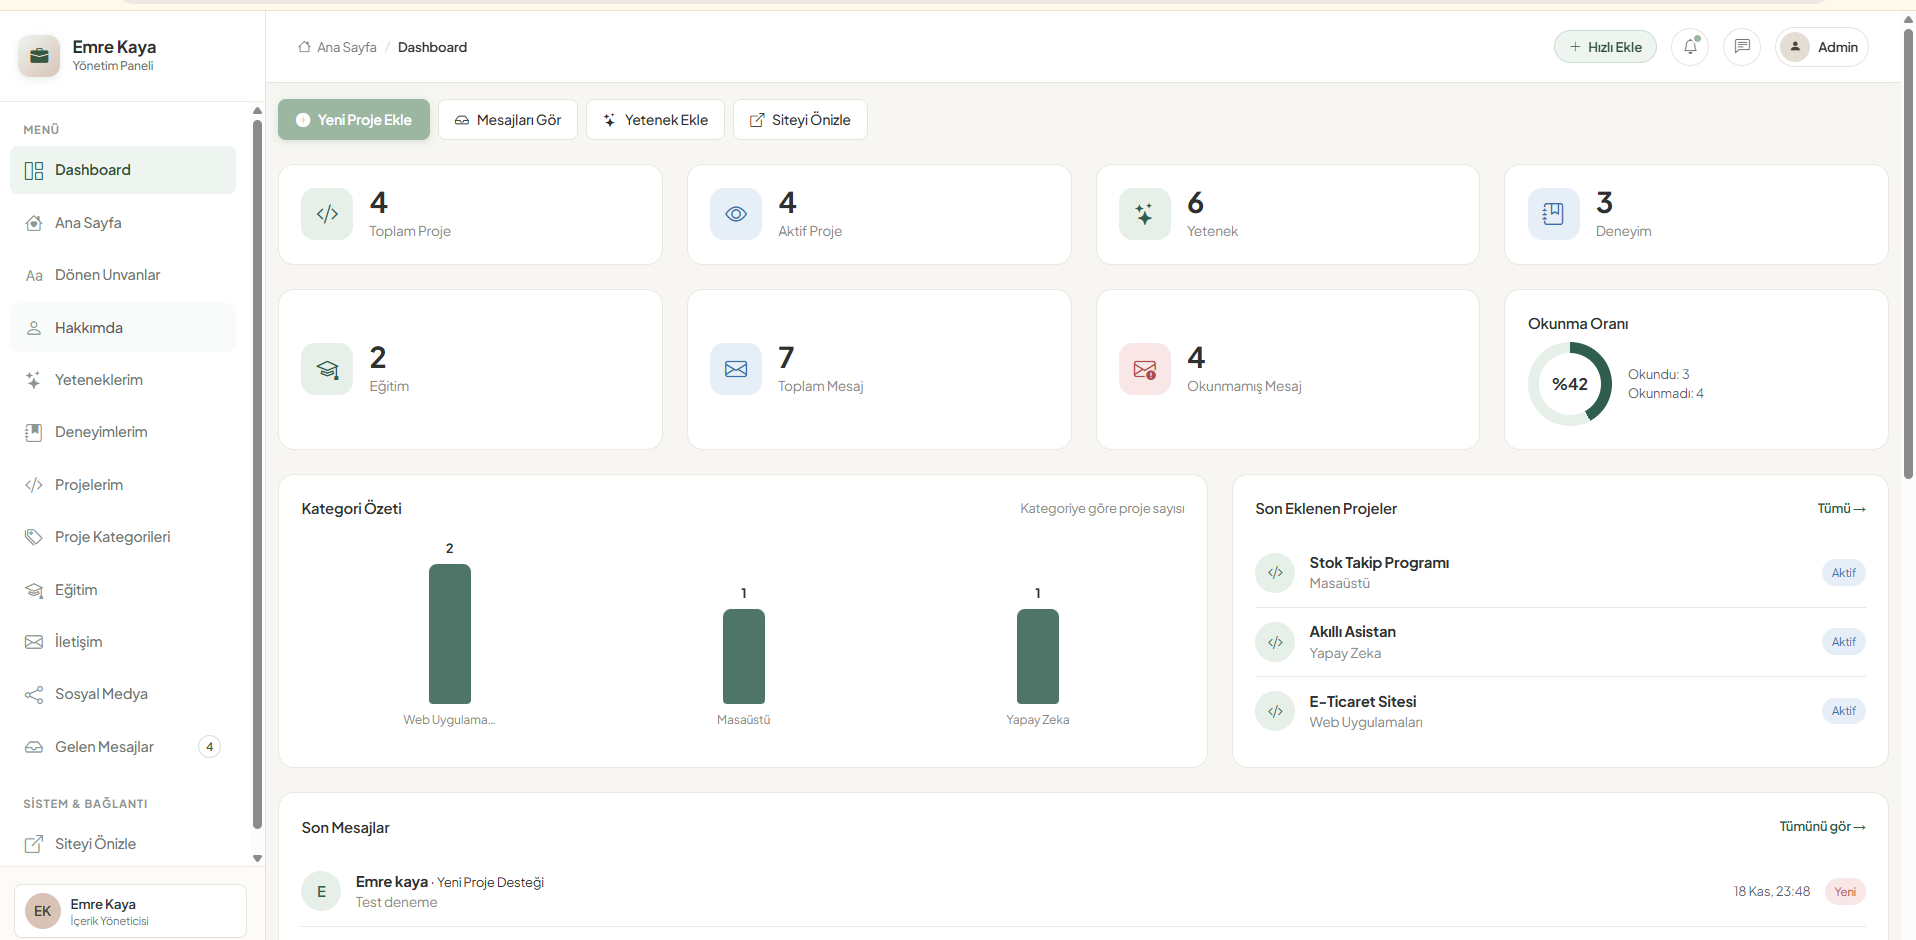 Emre Kaya
Yönetim Paneli
MENÜ
Dashboard
Ana Sayfa
Aa Dönen Unvanlar
Hakkımda
Yeteneklerim
Deneyimlerim
Projelerim
Proje Kategorileri
Eğitim
İletişim
Sosyal Medya
Gelen Mesajlar 4
SİSTEM & BAĞLANTI
Siteyi Önizle
EK Emre Kaya
İçerik Yöneticisi
Ana Sayfa / Dashboard
+ Hızlı Ekle
Admin
Yeni Proje Ekle
Mesajları Gör
Yetenek Ekle
Siteyi Önizle
4
Toplam Proje
4
Aktif Proje
6
Yetenek
3
Deneyim
2
Eğitim
7
Toplam Mesaj
4
Okunmamış Mesaj
Okunma Oranı
%42
Okundu: 3
Okunmadı: 4
Kategori Özeti
Kategoriye göre proje sayısı
2
1
1
Web Uygulama...
Masaüstü
Yapay Zeka
Son Eklenen Projeler
Tümü→
Stok Takip Programı
Masaüstü
Aktif
Akıllı Asistan
Yapay Zeka
Aktif
E-Ticaret Sitesi
Web Uygulamaları
Aktif
Son Mesajlar
Tümünü gör→
E
Emre kaya · Yeni Proje Desteği
Test deneme
18 Kas, 23:48
Yeni